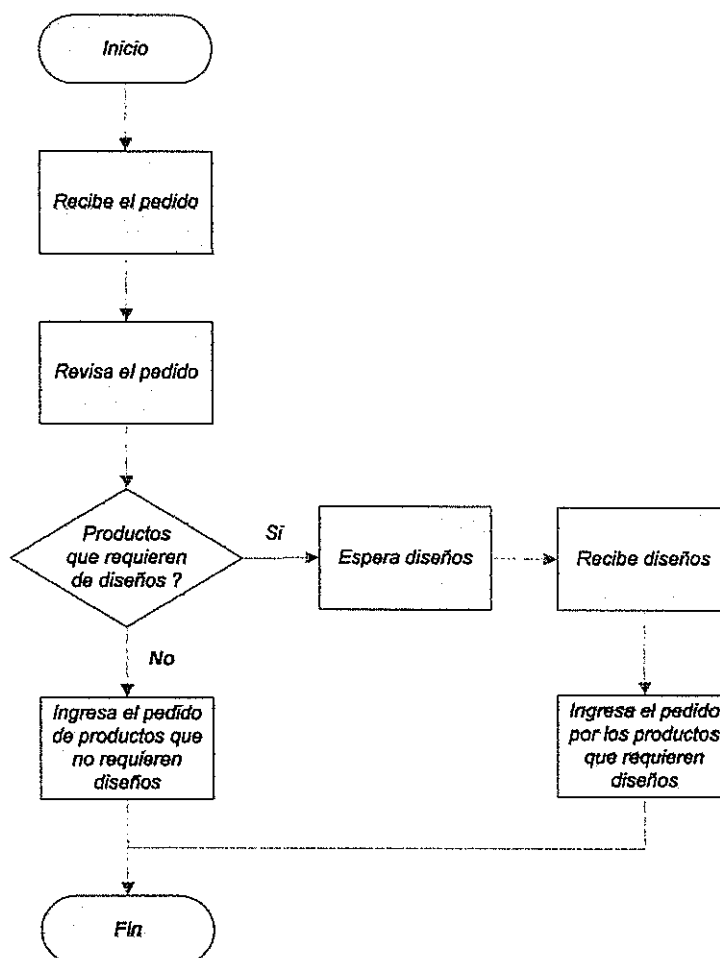 Inicio
Recibe el pedido
Revisa el pedido
Productos
que requieren
de diseños ?
Sí
Espera diseños
Recibe diseños
No
Ingresa el pedido
de productos que
no requieren
diseños
Ingresa el pedido
por los productos
que requieren
diseños
Fin